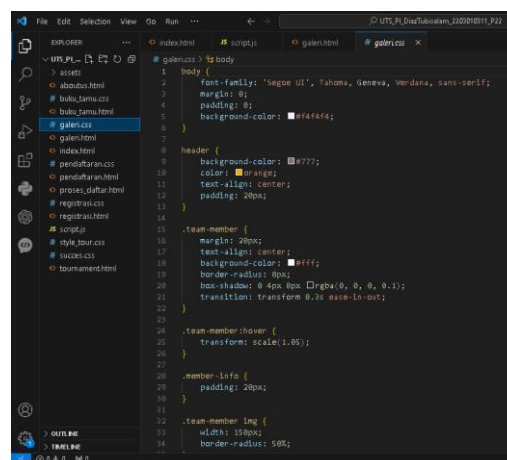 File Edit Selection View Go Run ... UTS_PI_DiazTubiralam_2203010311_P22
EXPLORER ... index.html JS script.js galeri.html # galeri.css ×
UTS_PI_...
# galeri.css > body
assets
aboutus.html
# buku_tamu.css
buku_tamu.html
# galeri.css
galeri.html
index.html
# pendaftaran.css
pendaftaran.html
proses_daftar.html
# registrasi.css
registrasi.html
JS script.js
# style_tour.css
# succes.css
tournament.html
OUTLINE
TIMELINE
1 body {
2 font-family: 'Segoe UI', Tahoma, Geneva, Verdana, sans-serif;
3 margin: 0;
4 padding: 0;
5 background-color: #f4f4f4;
6 }
7
8 header {
9 background-color: #777;
10 color: orange;
11 text-align: center;
12 padding: 20px;
13 }
14
15 .team-member {
16 margin: 20px;
17 text-align: center;
18 background-color: #fff;
19 border-radius: 8px;
20 box-shadow: 0 4px 8px rgba(0, 0, 0, 0.1);
21 transition: transform 0.3s ease-in-out;
22 }
23
24 .team-member:hover {
25 transform: scale(1.05);
26 }
27
28 .member-info {
29 padding: 20px;
30 }
31
32 .team-member img {
33 width: 150px;
34 border-radius: 50%;